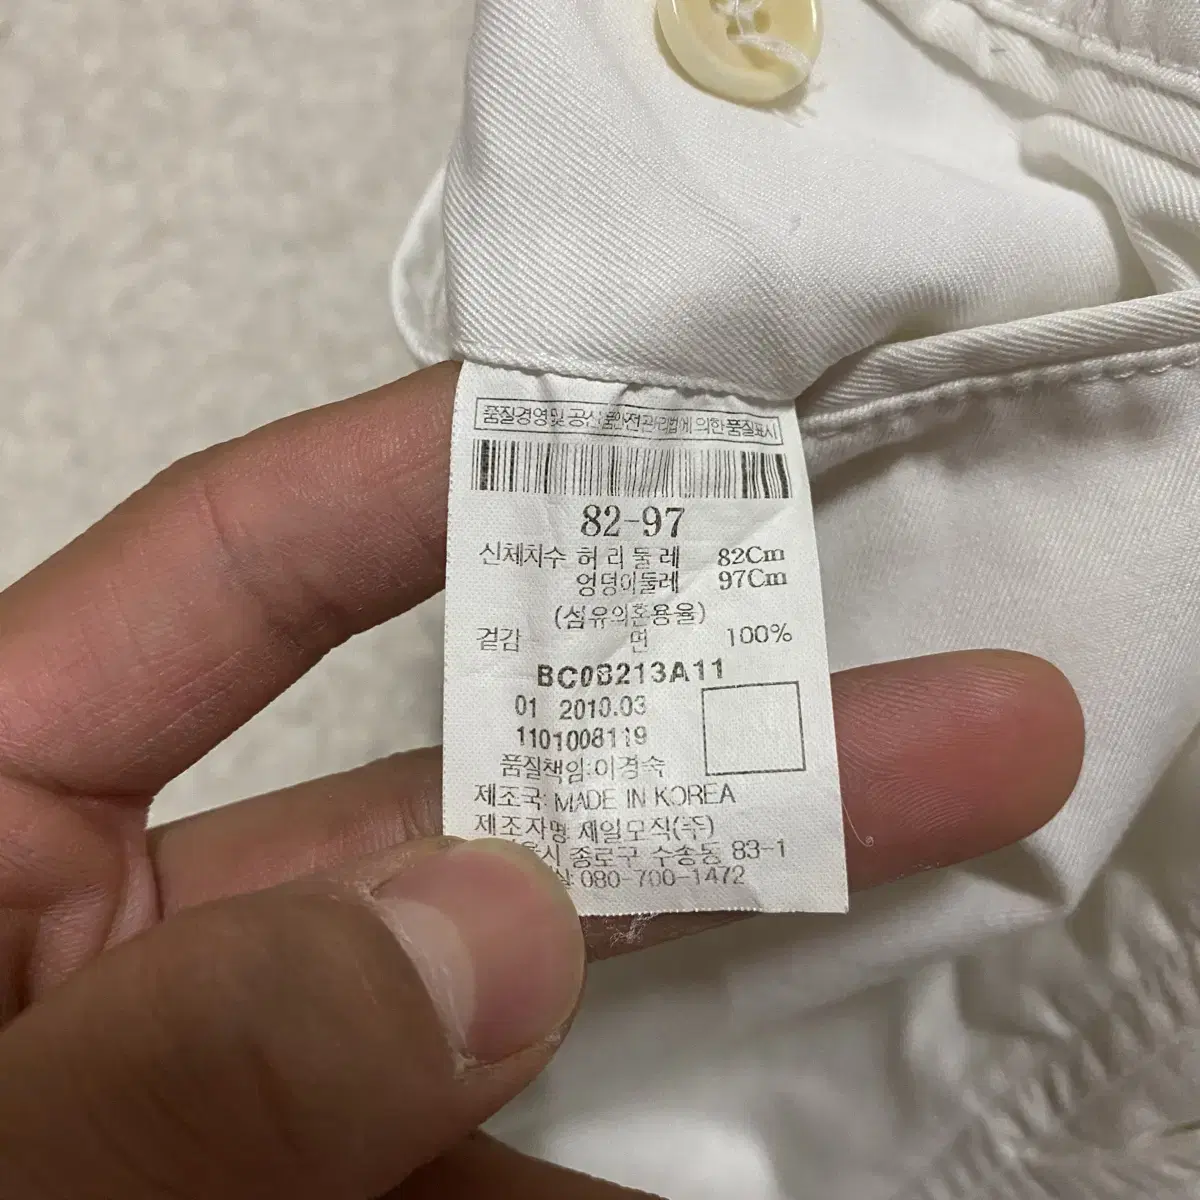 품질경영및 공산품안전관리법에 의한 품질표시
82-97
신체치수 허리둘레 82Cm
엉덩이둘레 97Cm
(섬유의혼용율)
겉감 면 100%
BC0B213A11
01 2010.03
1101008119
품질책임:이경숙
제조국: MADE IN KOREA
제조자명 제일모직(주)
종로구 수송동 83-1
080-700-1472